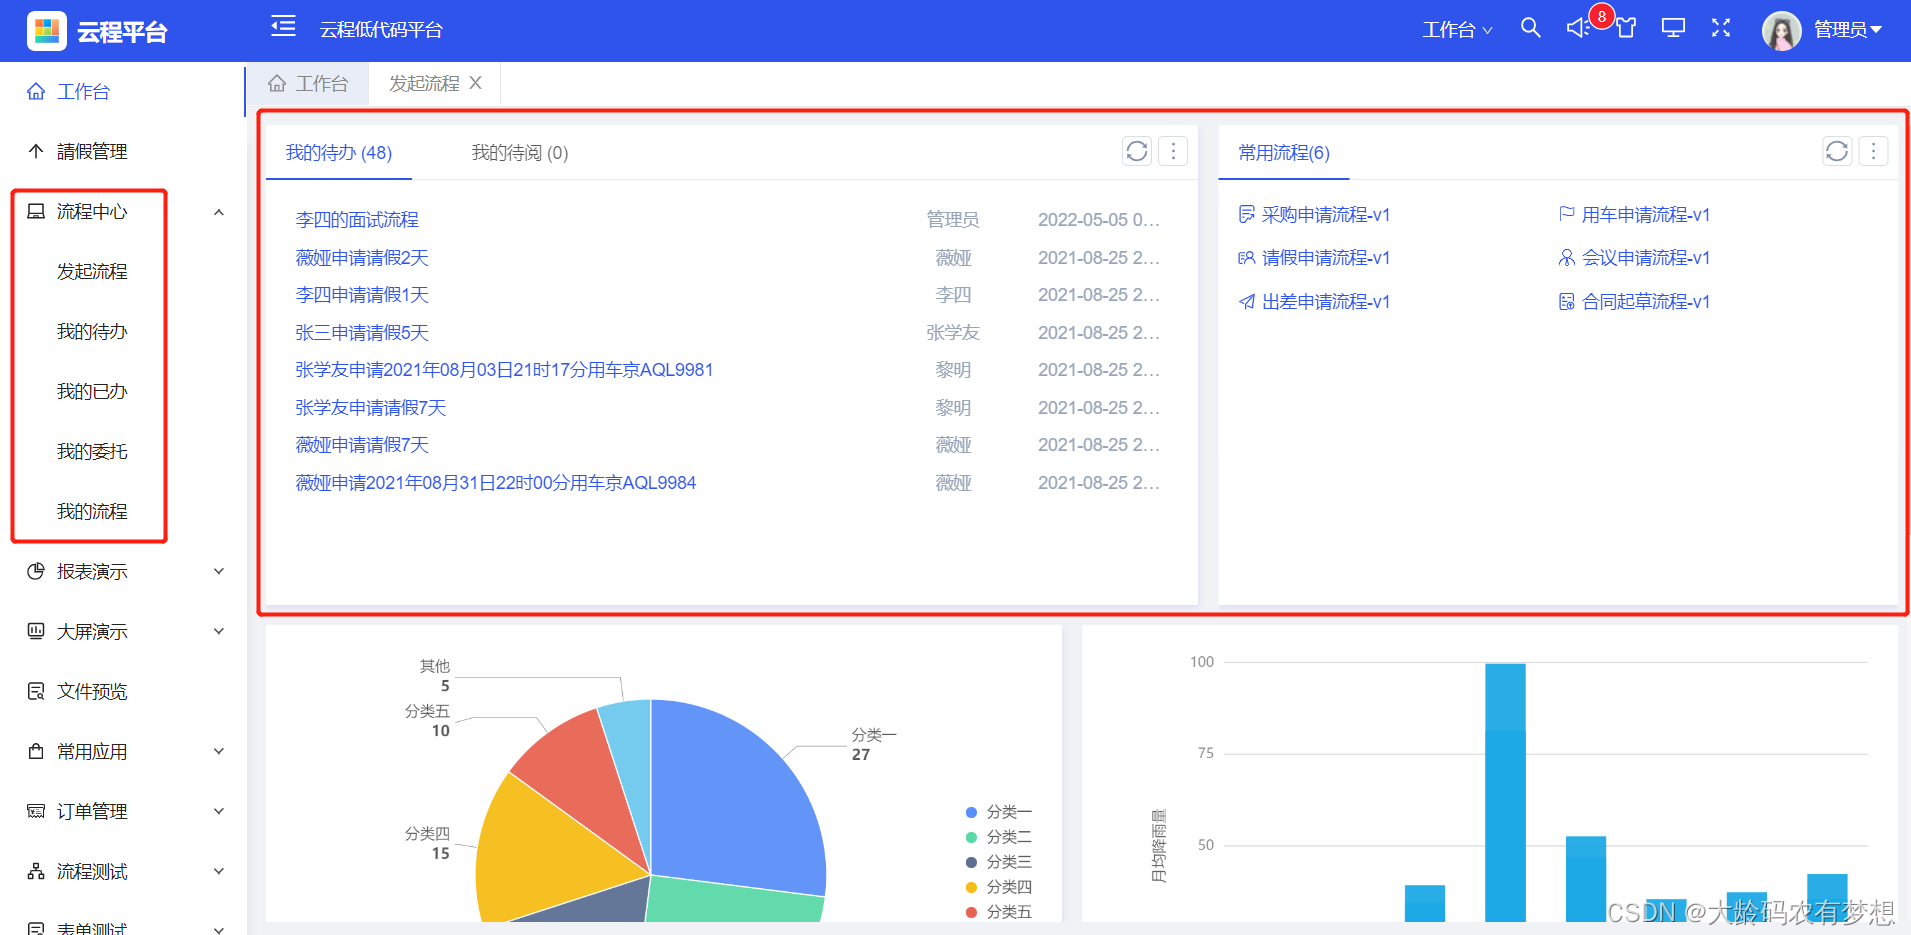 云程平台
云程低代码平台
工作台
8
管理员
工作台
請假管理
流程中心
发起流程
我的待办
我的已办
我的委托
我的流程
报表演示
大屏演示
文件预览
常用应用
订单管理
流程测试
表单测试
工作台
发起流程 X
我的待办 (48)
我的待阅 (0)
李四的面试流程 管理员 2022-05-05 0...
薇娅申请请假2天 薇娅 2021-08-25 2...
李四申请请假1天 李四 2021-08-25 2...
张三申请请假5天 张学友 2021-08-25 2...
张学友申请2021年08月03日21时17分用车京AQL9981 黎明 2021-08-25 2...
张学友申请请假7天 黎明 2021-08-25 2...
薇娅申请请假7天 薇娅 2021-08-25 2...
薇娅申请2021年08月31日22时00分用车京AQL9984 薇娅 2021-08-25 2...
常用流程(6)
采购申请流程-v1 用车申请流程-v1
请假申请流程-v1 会议申请流程-v1
出差申请流程-v1 合同起草流程-v1
其他
5
分类五
10
分类四
15
分类一
27
分类一
分类二
分类三
分类四
分类五
100
75
50
月均降雨量
CSDN @大龄码农有梦想